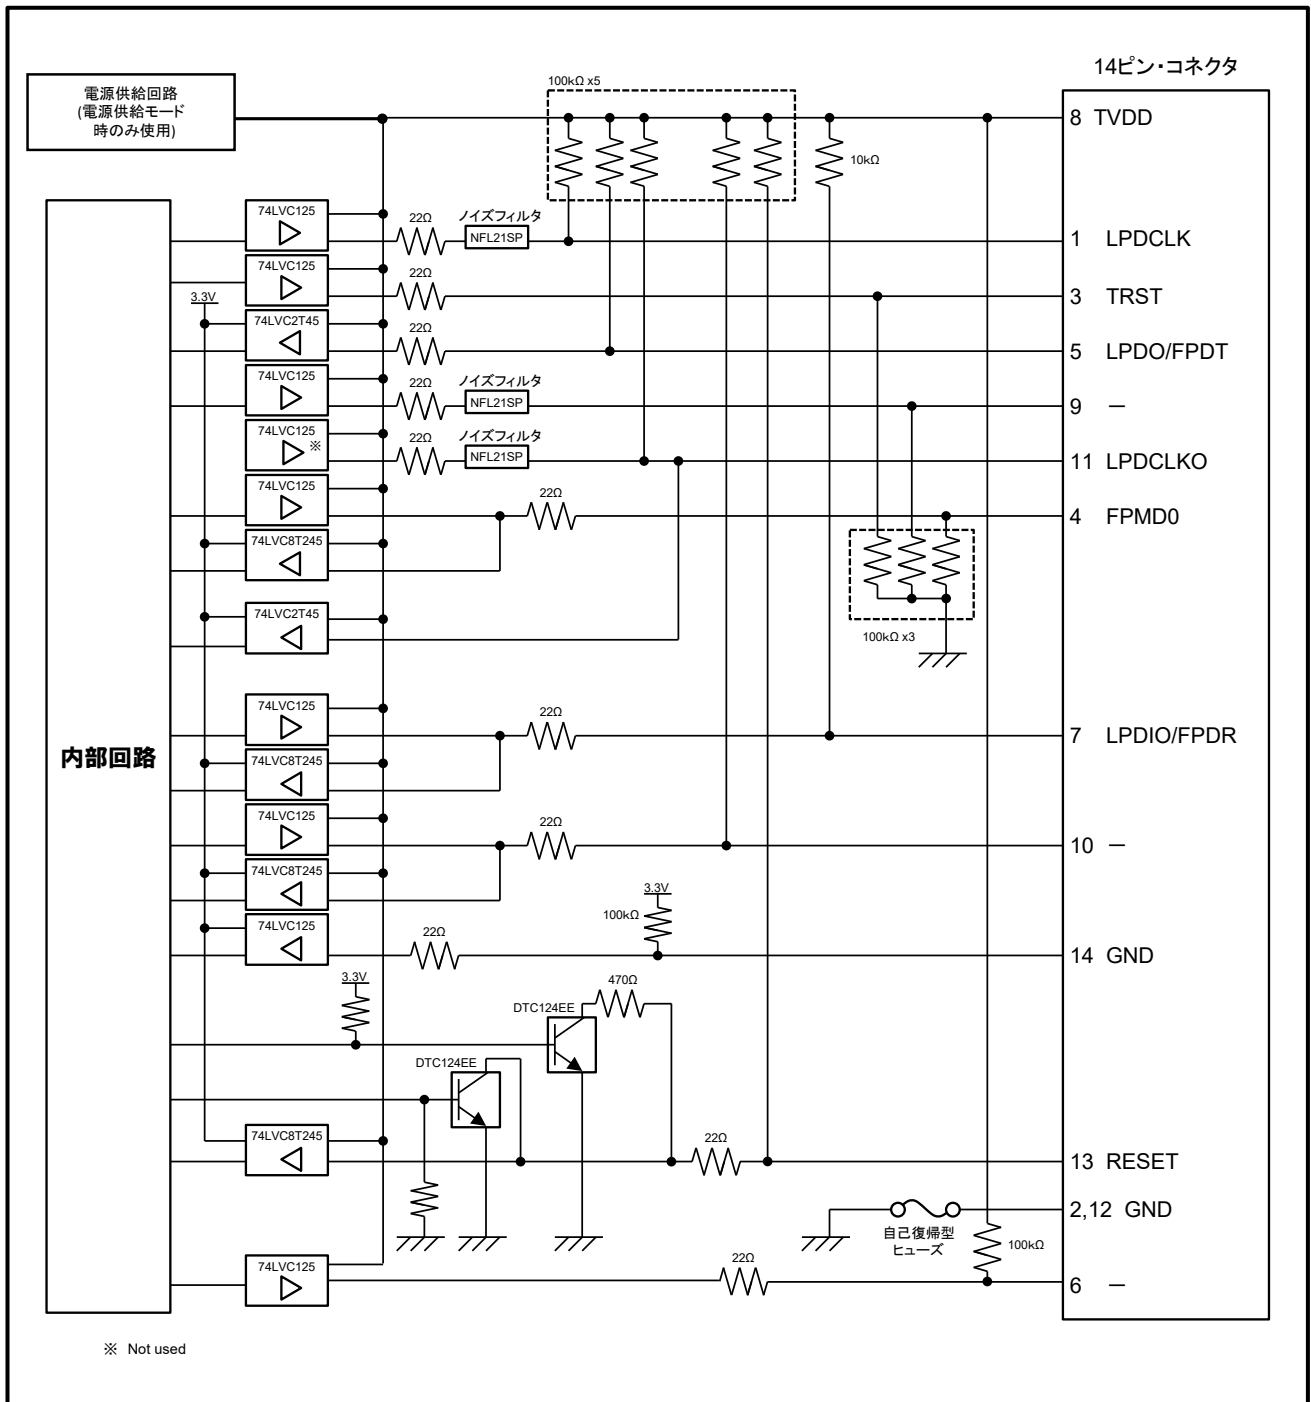 14ピン・コネクタ
電源供給回路
(電源供給モード
時のみ使用)
100kΩ x5
8 TVDD
10kΩ
74LVC125
22Ω
ノイズフィルタ
NFL21SP
1 LPDCLK
74LVC125
22Ω
3 TRST
3.3V
74LVC2T45
22Ω
5 LPDO/FPDT
74LVC125
22Ω
ノイズフィルタ
NFL21SP
9 －
74LVC125
※
22Ω
ノイズフィルタ
NFL21SP
11 LPDCLKO
74LVC125
22Ω
4 FPMD0
74LVC8T245
74LVC2T45
100kΩ x3
内部回路
74LVC125
22Ω
7 LPDIO/FPDR
74LVC8T245
74LVC125
22Ω
10 －
74LVC8T245
3.3V
100kΩ
74LVC125
22Ω
14 GND
3.3V
470Ω
DTC124EE
DTC124EE
74LVC8T245
22Ω
13 RESET
2,12 GND
自己復帰型
ヒューズ
100kΩ
74LVC125
22Ω
6 －
※ Not used